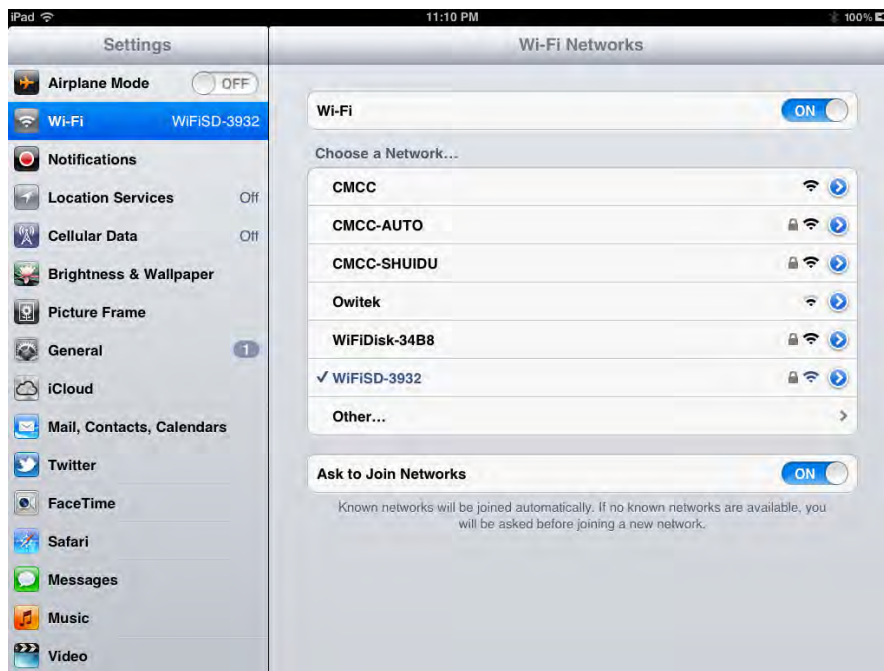 iPad
11:10 PM
100%
Settings
Airplane Mode OFF
Wi-Fi WiFiSD-3932
Notifications
Location Services Off
Cellular Data Off
Brightness & Wallpaper
Picture Frame
General 1
iCloud
Mail, Contacts, Calendars
Twitter
FaceTime
Safari
Messages
Music
Video
Wi-Fi Networks
Wi-Fi ON
Choose a Network...
CMCC
CMCC-AUTO
CMCC-SHUIDU
Owitek
WiFiDisk-34B8
✓ WiFiSD-3932
Other...
Ask to Join Networks ON
Known networks will be joined automatically. If no known networks are available, you
will be asked before joining a new network.